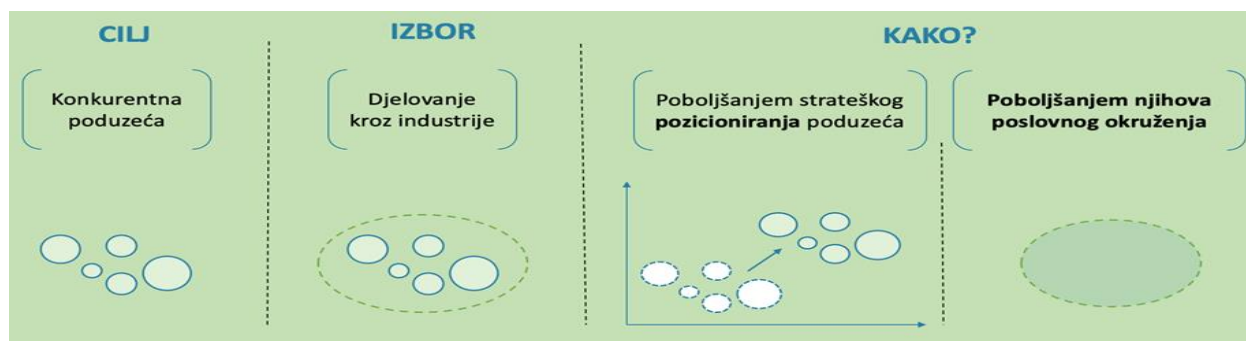 CILJ
IZBOR
KAKO?
Konkurentna
poduzeća
Djelovanje
kroz industrije
Poboljšanjem strateškog
pozicioniranja poduzeća
Poboljšanjem njihova
poslovnog okruženja